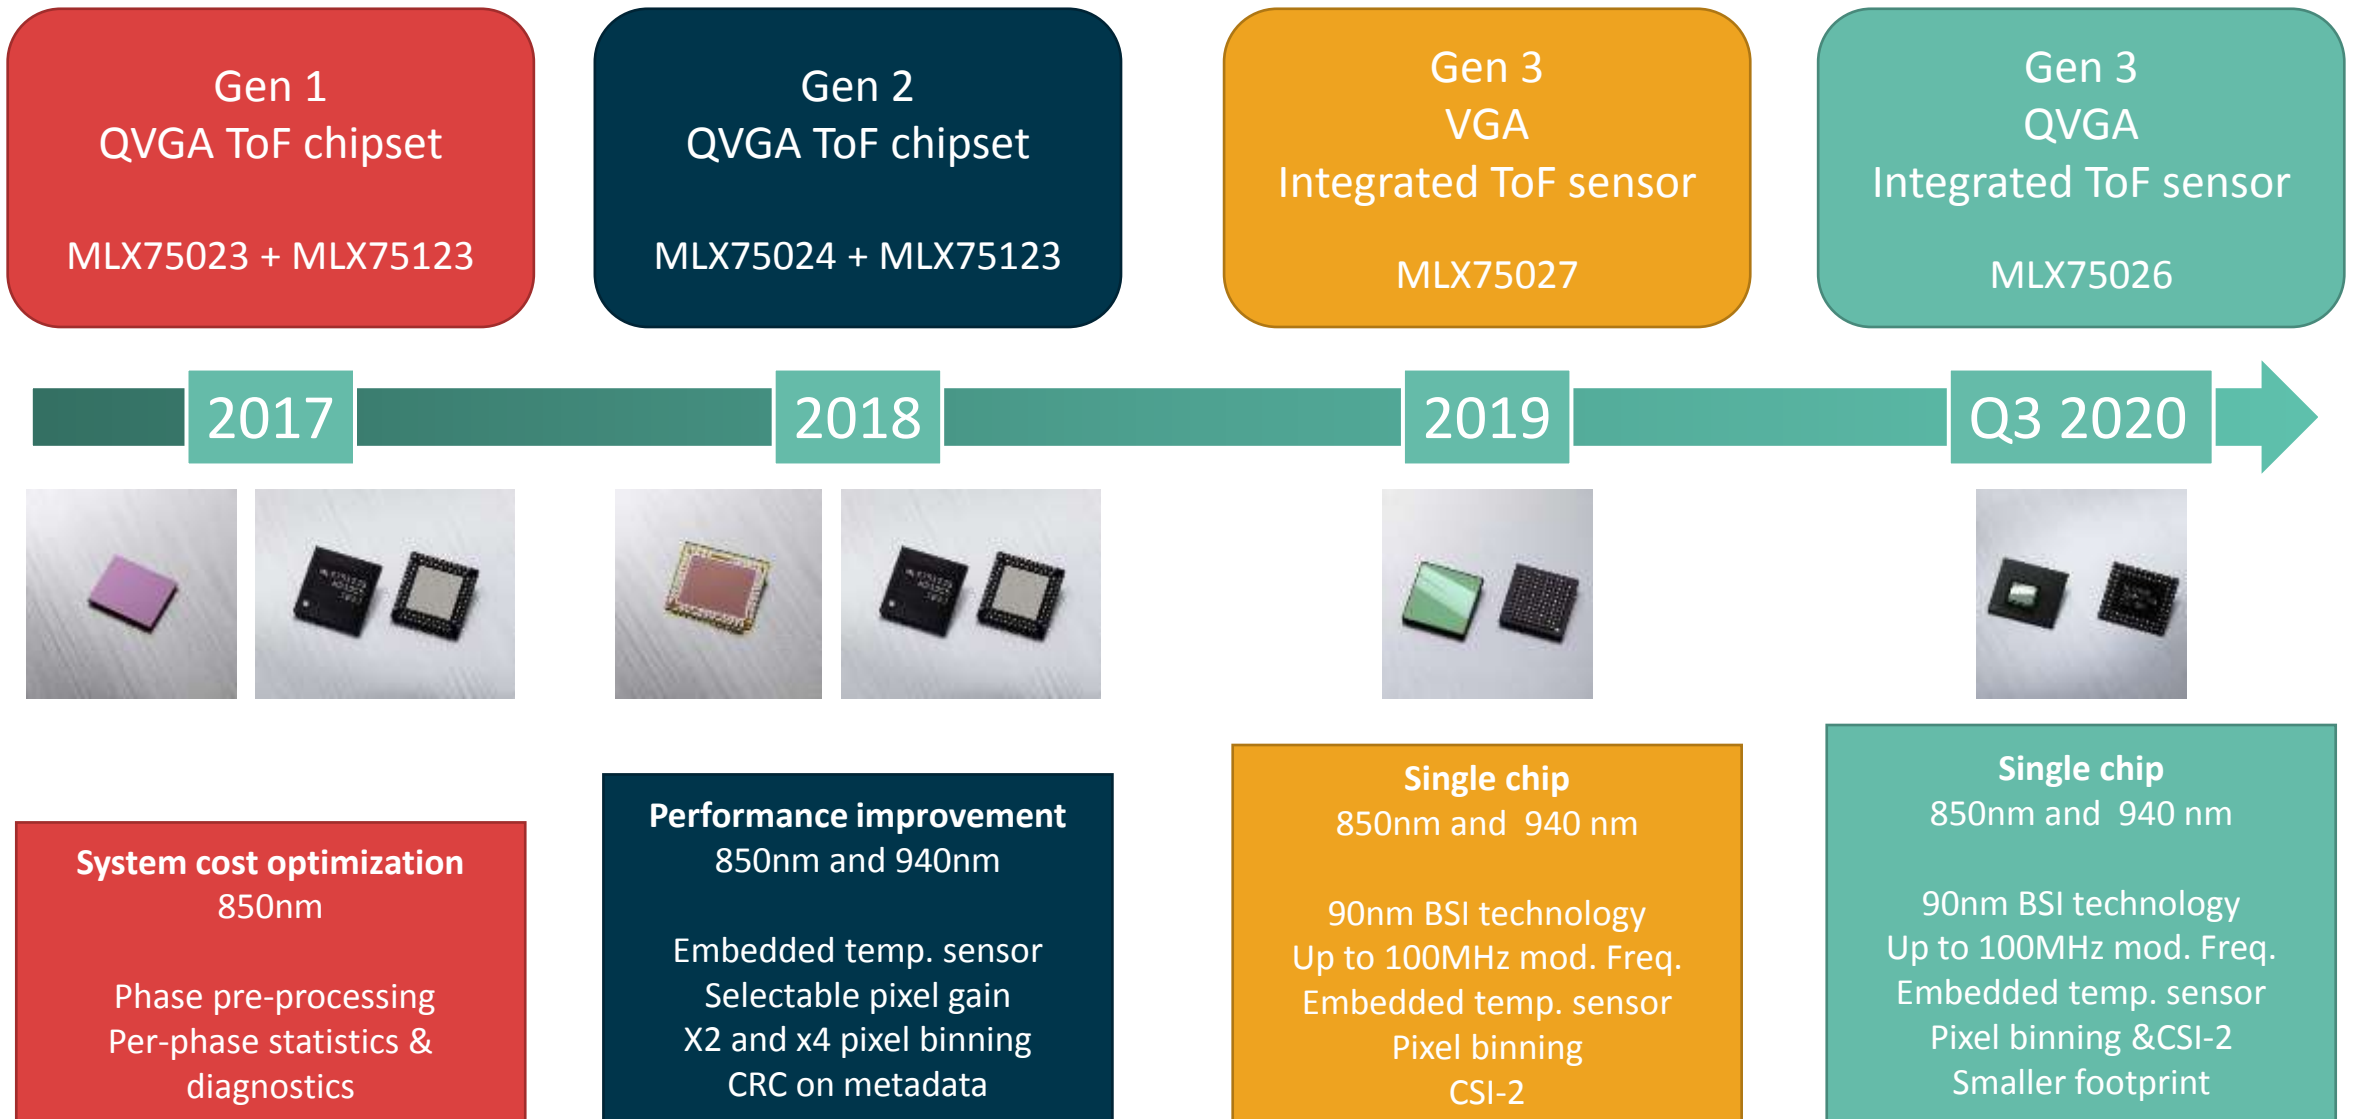 Gen 1
QVGA ToF chipset
MLX75023 + MLX75123
Gen 2
QVGA ToF chipset
MLX75024 + MLX75123
Gen 3
VGA
Integrated ToF sensor
MLX75027
Gen 3
QVGA
Integrated ToF sensor
MLX75026
2017
2018
2019
Q3 2020
System cost optimization
850nm
Phase pre-processing
Per-phase statistics &
diagnostics
Performance improvement
850nm and 940nm
Embedded temp. sensor
Selectable pixel gain
X2 and x4 pixel binning
CRC on metadata
Single chip
850nm and  940 nm
90nm BSI technology
Up to 100MHz mod. Freq.
Embedded temp. sensor
Pixel binning
CSI-2
Single chip
850nm and  940 nm
90nm BSI technology
Up to 100MHz mod. Freq.
Embedded temp. sensor
Pixel binning &CSI-2
Smaller footprint